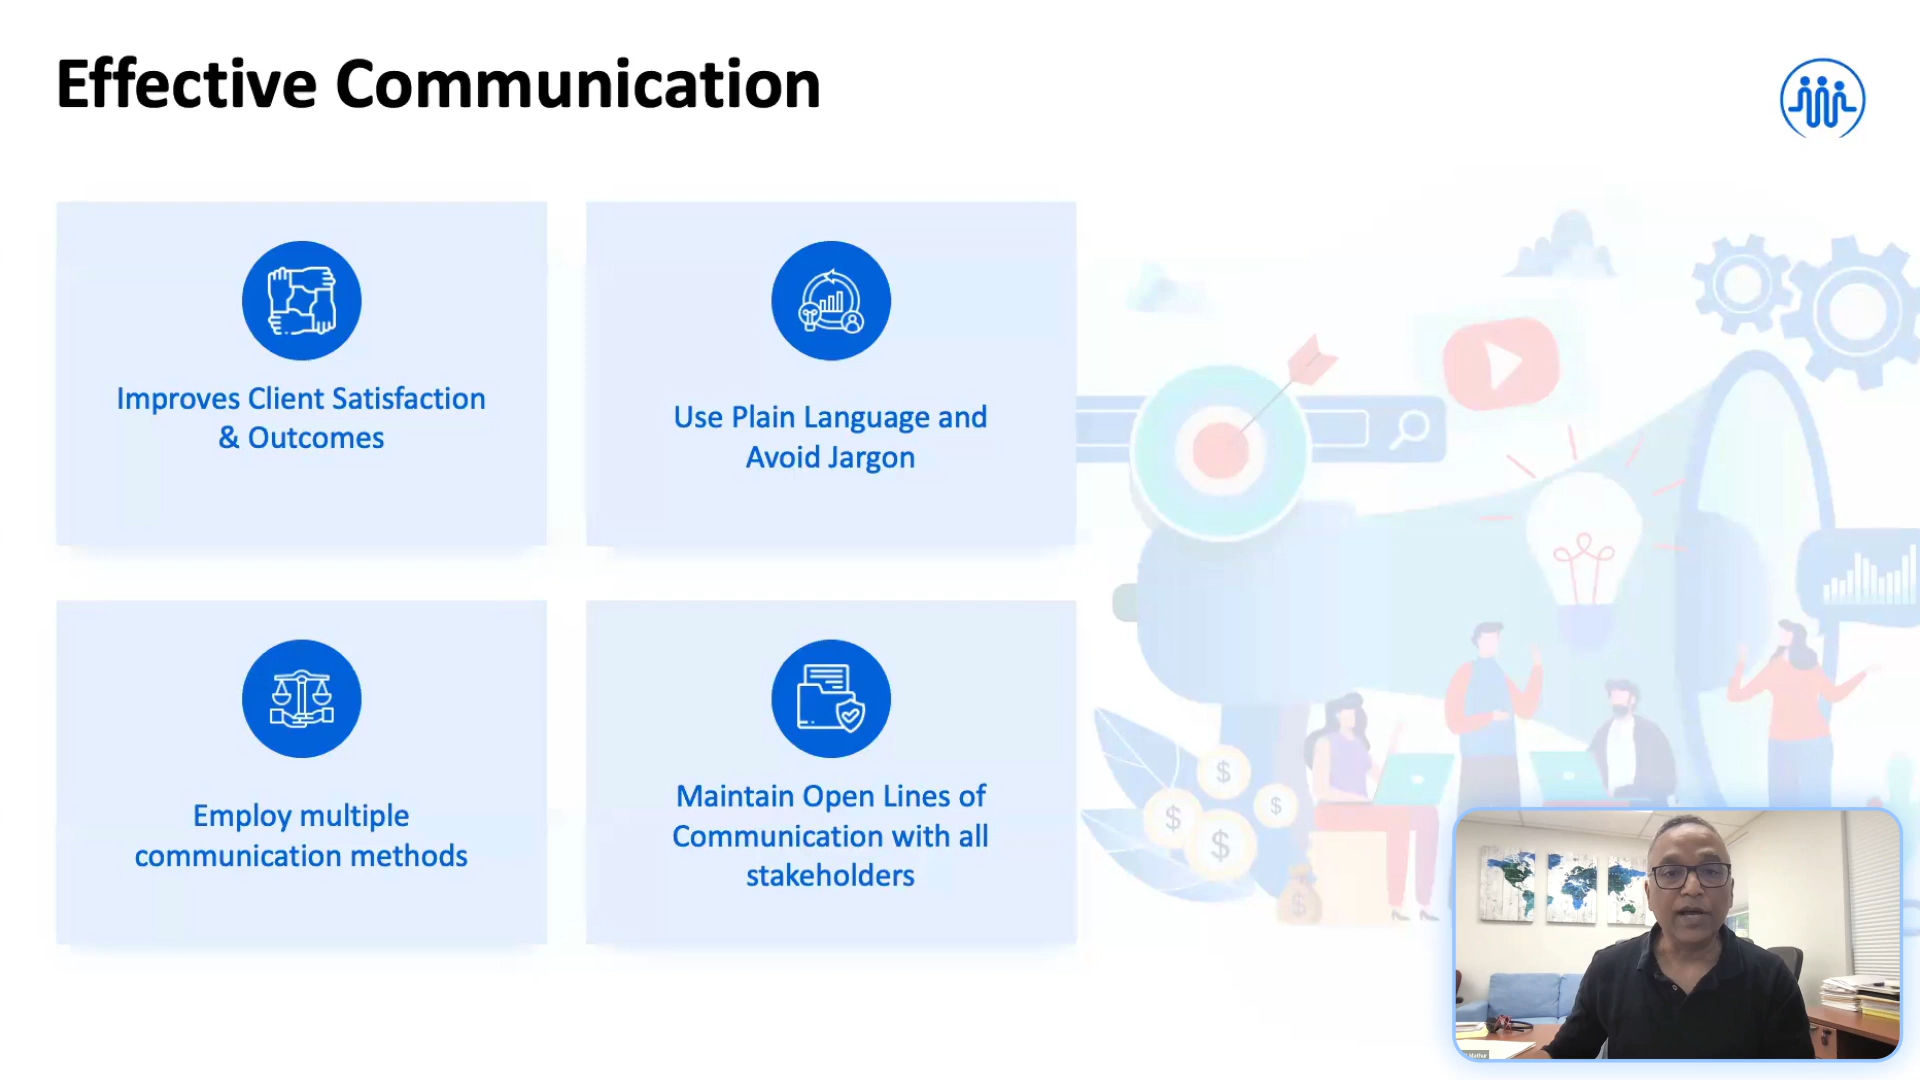 Effective Communication
Improves Client Satisfaction
& Outcomes
Use Plain Language and
Avoid Jargon
Employ multiple
communication methods
Maintain Open Lines of
Communication with all
stakeholders
$
$
$
$
$
Mathur